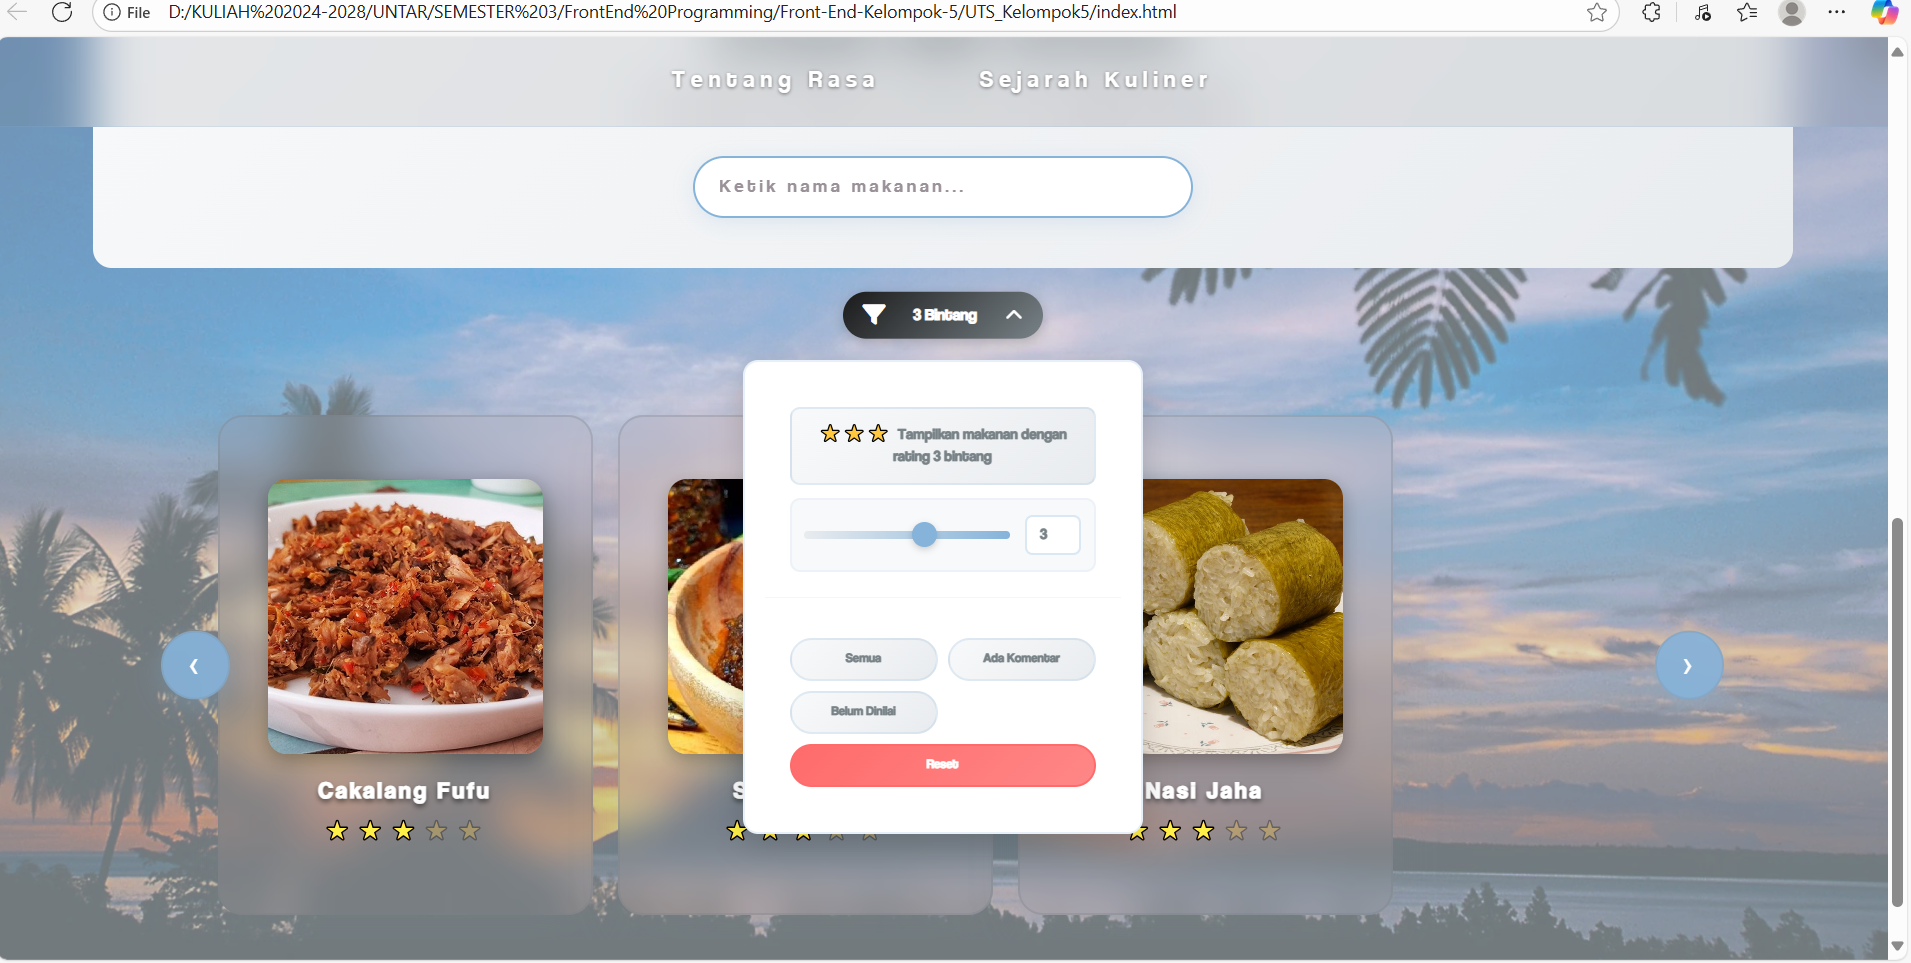 File
D:/KULIAH%202024-2028/UNTAR/SEMESTER%203/FrontEnd%20Programming/Front-End-Kelompok-5/UTS_Kelompok5/index.html
Tentang Rasa
Sejarah Kuliner
Ketik nama makanan...
3 Bintang
Tampilkan makanan dengan
rating 3 bintang
3
Semua
Ada Komentar
Belum Dinilai
Reset
Cakalang Fufu
S
Nasi Jaha